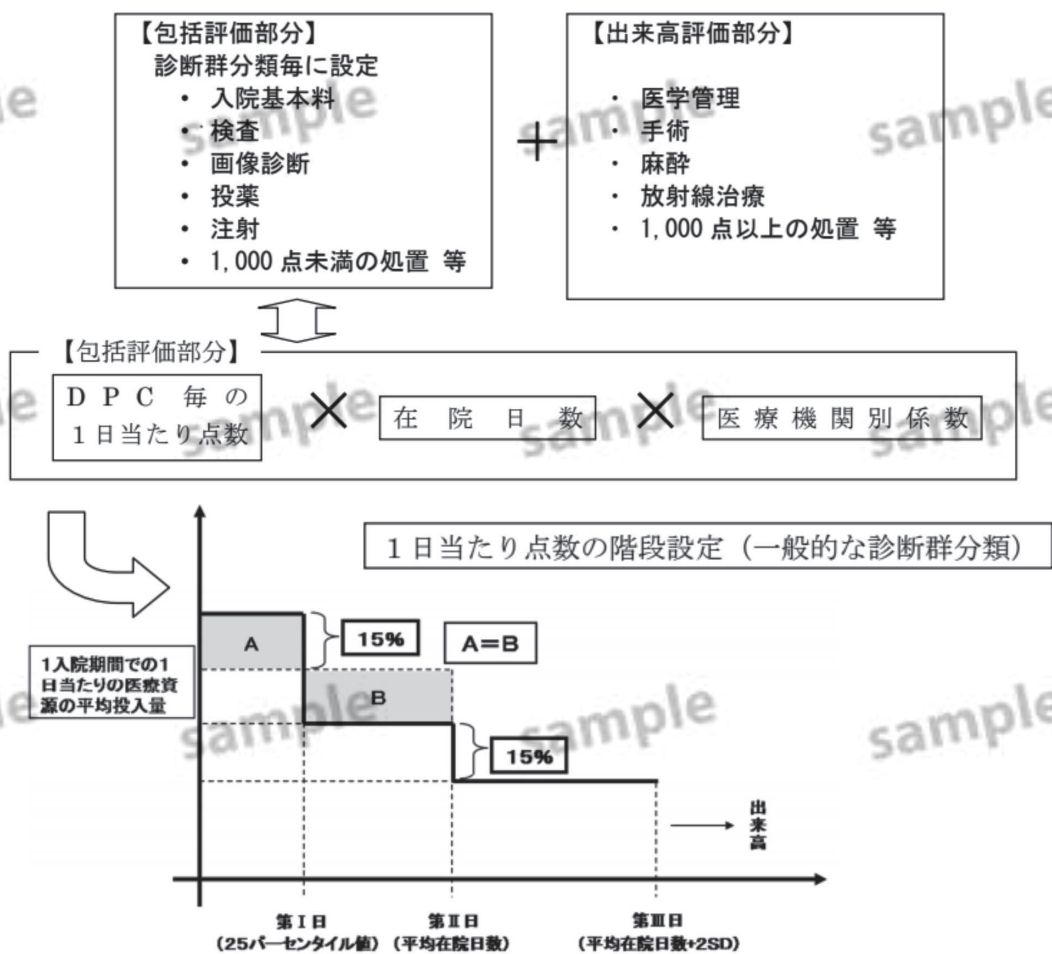 【包括評価部分】
診断群分類毎に設定
・ 入院基本料
・ 検査
・ 画像診断
・ 投薬
・ 注射
・ 1,000 点未満の処置 等
+
【出来高評価部分】
・ 医学管理
・ 手術
・ 麻酔
・ 放射線治療
・ 1,000 点以上の処置 等
【包括評価部分】
DPC 毎の
1日当たり点数
×
在院日数
×
医療機関別係数
1日当たり点数の階段設定（一般的な診断群分類）
A
15%
A＝B
1入院期間での1
日当たりの医療資
源の平均投入量
B
15%
出来高
第Ⅰ日
(25パーセンタイル値)
第Ⅱ日
(平均在院日数)
第Ⅲ日
(平均在院日数+2SD)
sample
sample
sample
sample
sample
sample
sample
sample
sample